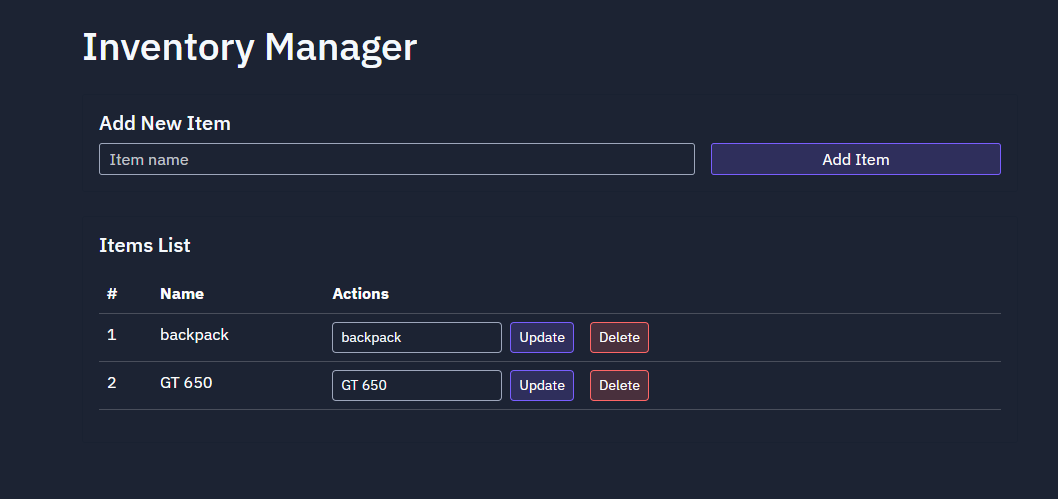 Inventory Manager
Add New Item
Item name Add Item
Items List
# Name Actions
1 backpack backpack Update Delete
2 GT 650 GT 650 Update Delete